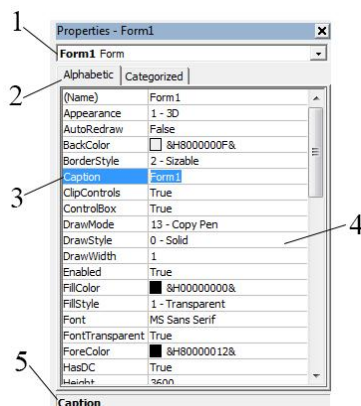 1
Properties - Form1
Form1 Form
2
Alphabetic Categorized
(Name) Form1
Appearance 1 - 3D
AutoRedraw False
BackColor &H8000000F&
BorderStyle 2 - Sizable
3
Caption Form1
ClipControls True
ControlBox True
DrawMode 13 - Copy Pen
4
DrawStyle 0 - Solid
DrawWidth 1
Enabled True
FillColor &H00000000&
FillStyle 1 - Transparent
Font MS Sans Serif
FontTransparent True
5
ForeColor &H80000012&
HasDC True
Height 3600
Caption